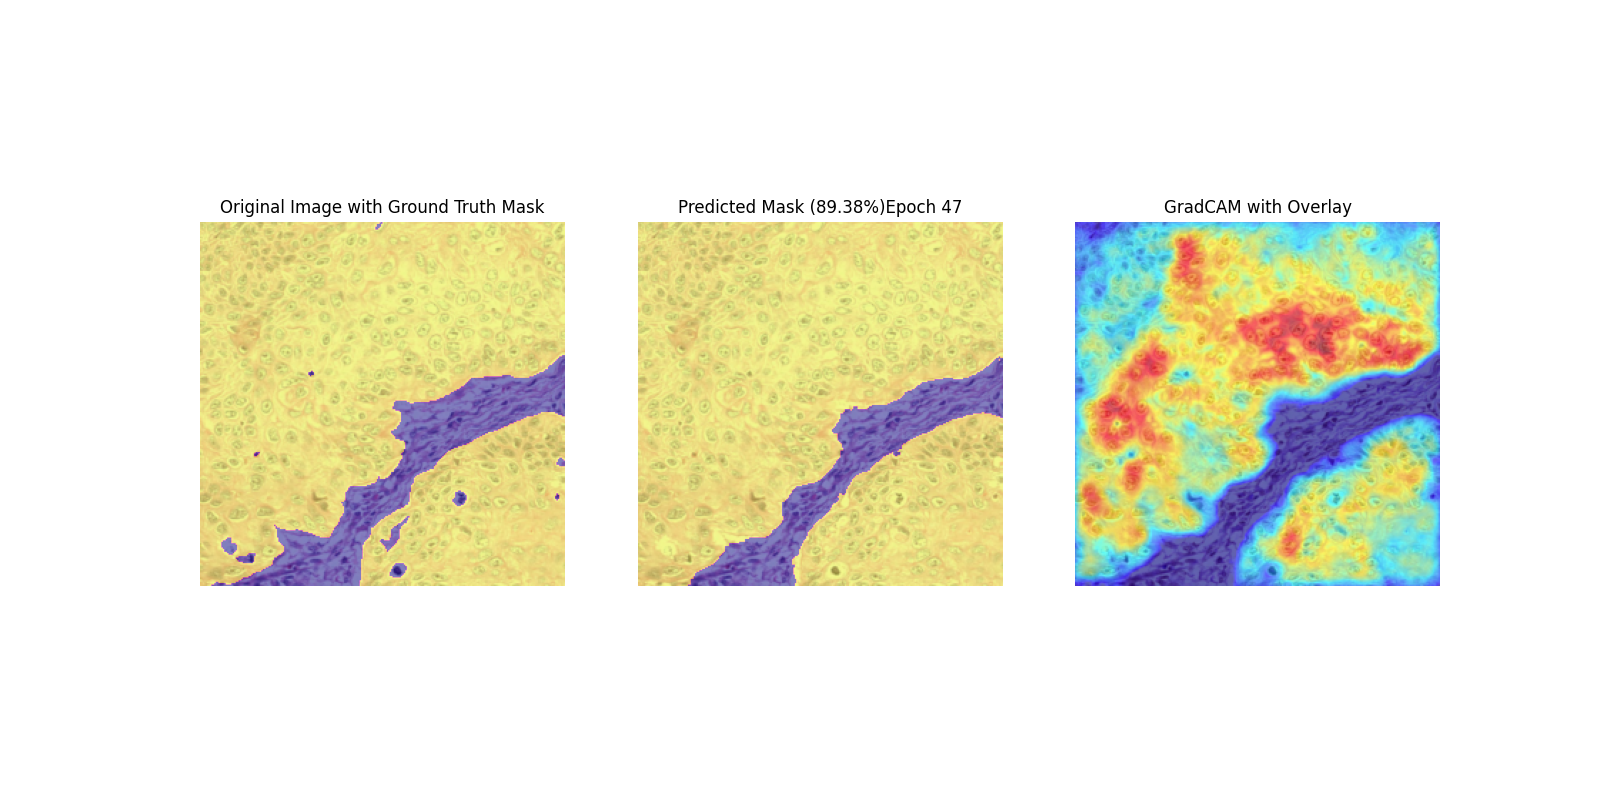 Original Image with Ground Truth Mask
Predicted Mask (89.38%)Epoch 47
GradCAM with Overlay